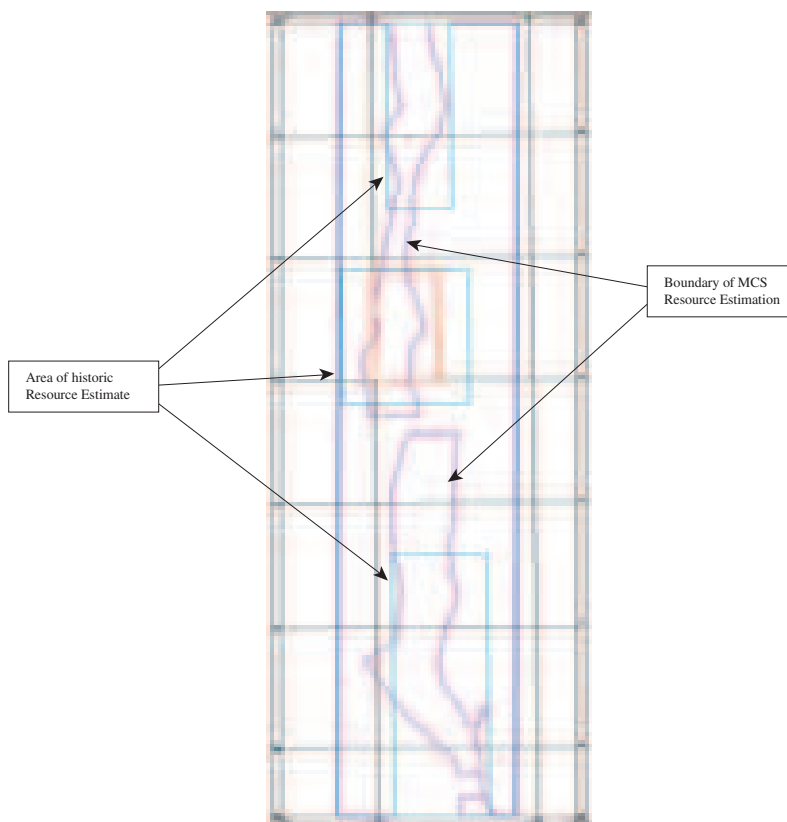 Boundary of MCS
Resource Estimation
Area of historic
Resource Estimate